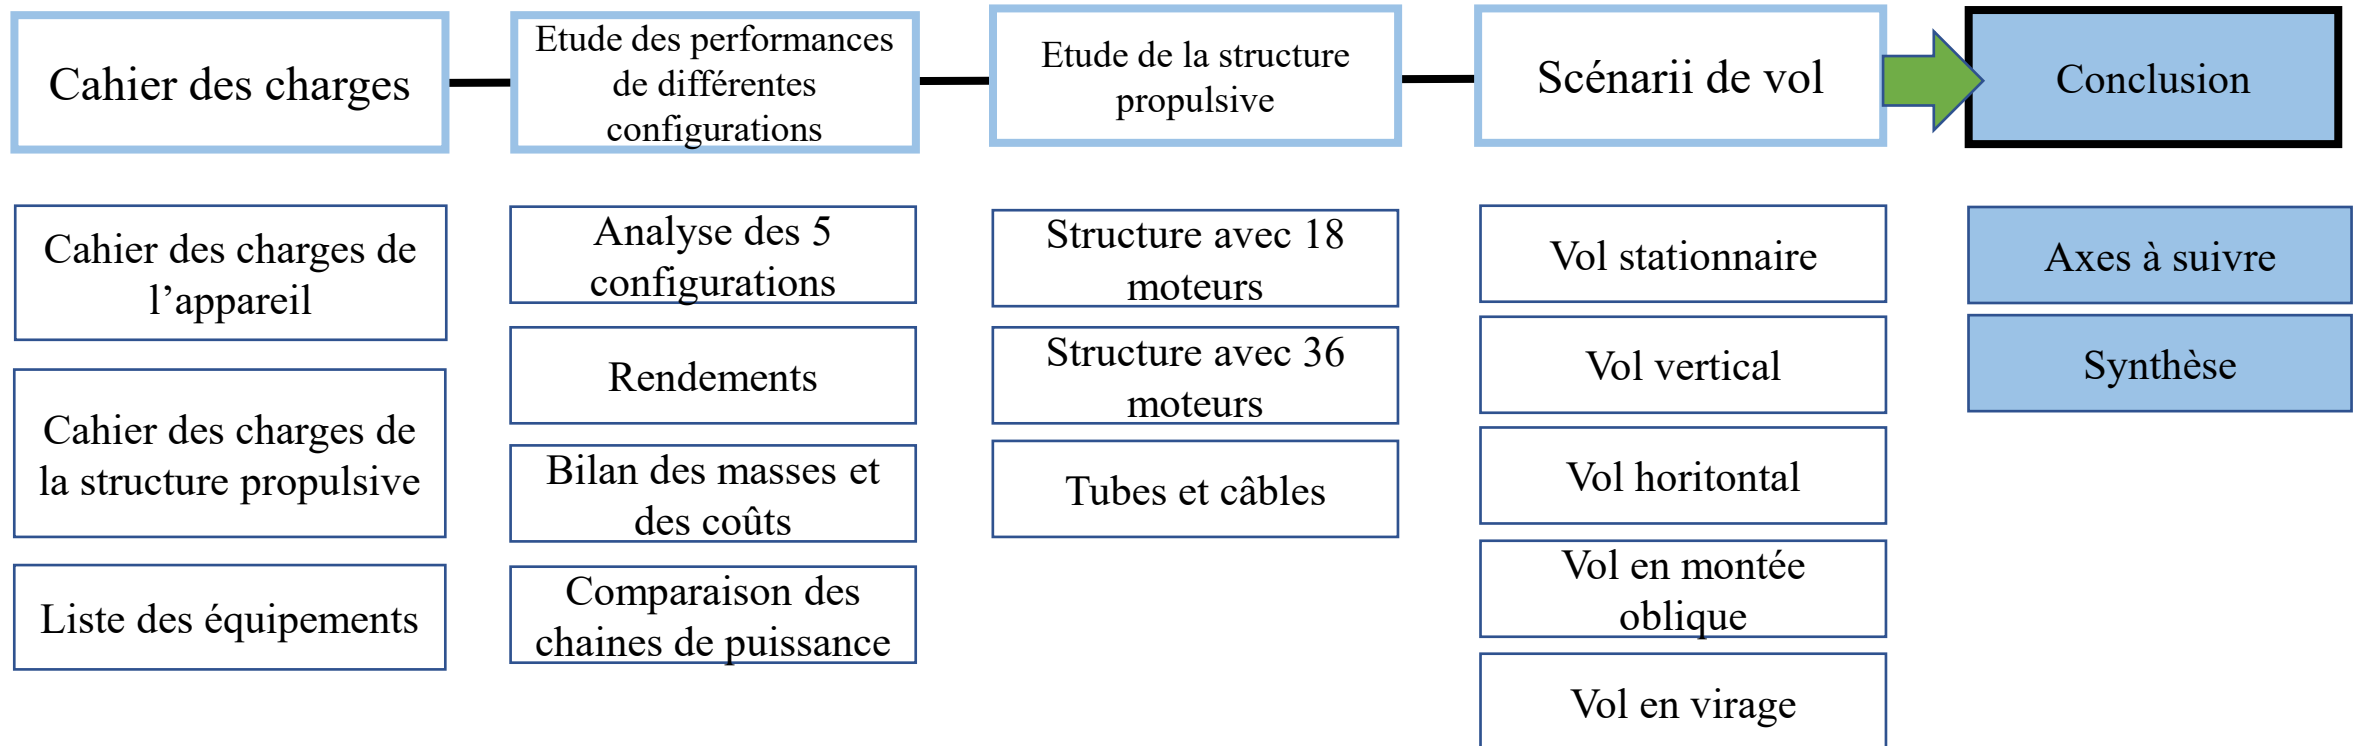 Cahier des charges
Etude des performances
de différentes
configurations
Etude de la structure
propulsive
Scénarii de vol
Conclusion
Cahier des charges de
l’appareil
Cahier des charges de
la structure propulsive
Liste des équipements
Analyse des 5
configurations
Rendements
Bilan des masses et
des coûts
Comparaison des
chaines de puissance
Structure avec 18
moteurs
Structure avec 36
moteurs
Tubes et câbles
Vol stationnaire
Vol vertical
Vol horitontal
Vol en montée
oblique
Vol en virage
Axes à suivre
Synthèse